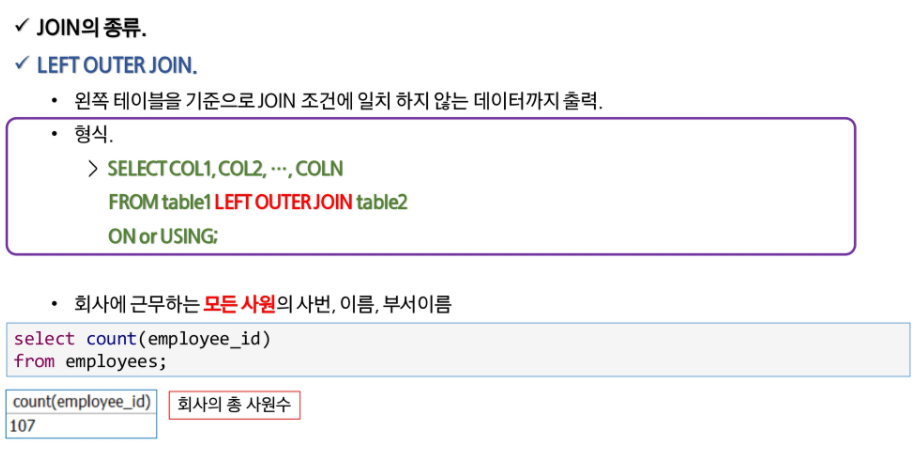 ✓ JOIN의 종류.
✓ LEFT OUTER JOIN.
• 왼쪽 테이블을 기준으로 JOIN 조건에 일치 하지 않는 데이터까지 출력.
• 형식.
> SELECT COL1, COL2, ···, COLN
FROM table1 LEFT OUTER JOIN table2
ON or USING;
• 회사에 근무하는 모든 사원의 사번, 이름, 부서이름
select count(employee_id)
from employees;
count(employee_id) 회사의 총 사원수
107